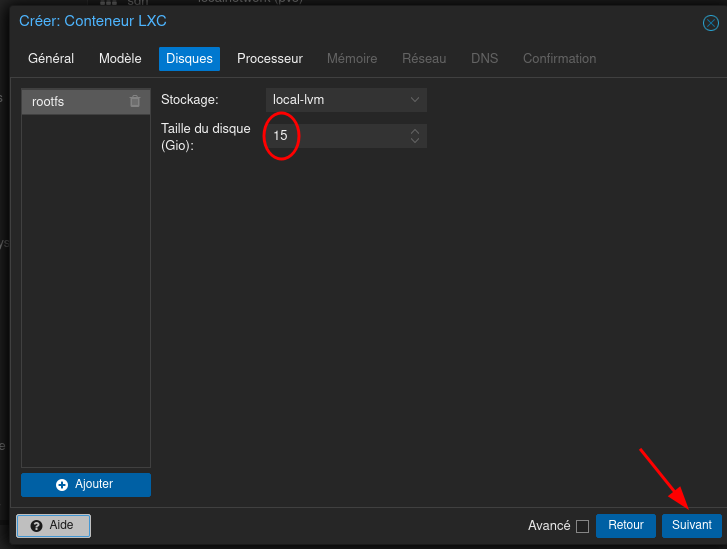 Créer: Conteneur LXC
Général Modèle Disques Processeur Mémoire Réseau DNS Confirmation
rootfs
Stockage: local-lvm
Taille du disque
(Gio): 15
Ajouter
Aide Avancé Retour Suivant